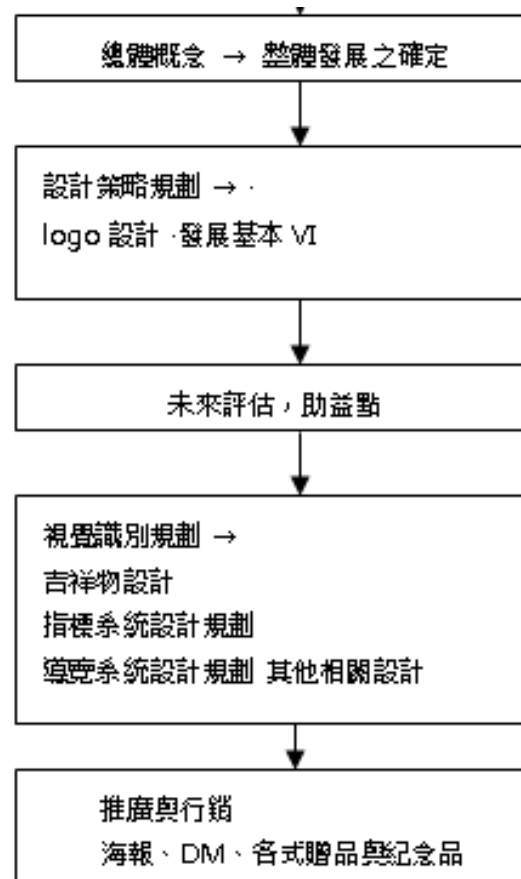 總體概念 → 整體發展之確定
設計策略規劃 → ·
logo 設計 ·發展基本 VI
未來評估，助益點
視覺識別規劃 →
吉祥物設計
指標系統設計規劃
導覽系統設計規劃 其他相關設計
推廣與行銷
海報、DM、各式贈品與紀念品